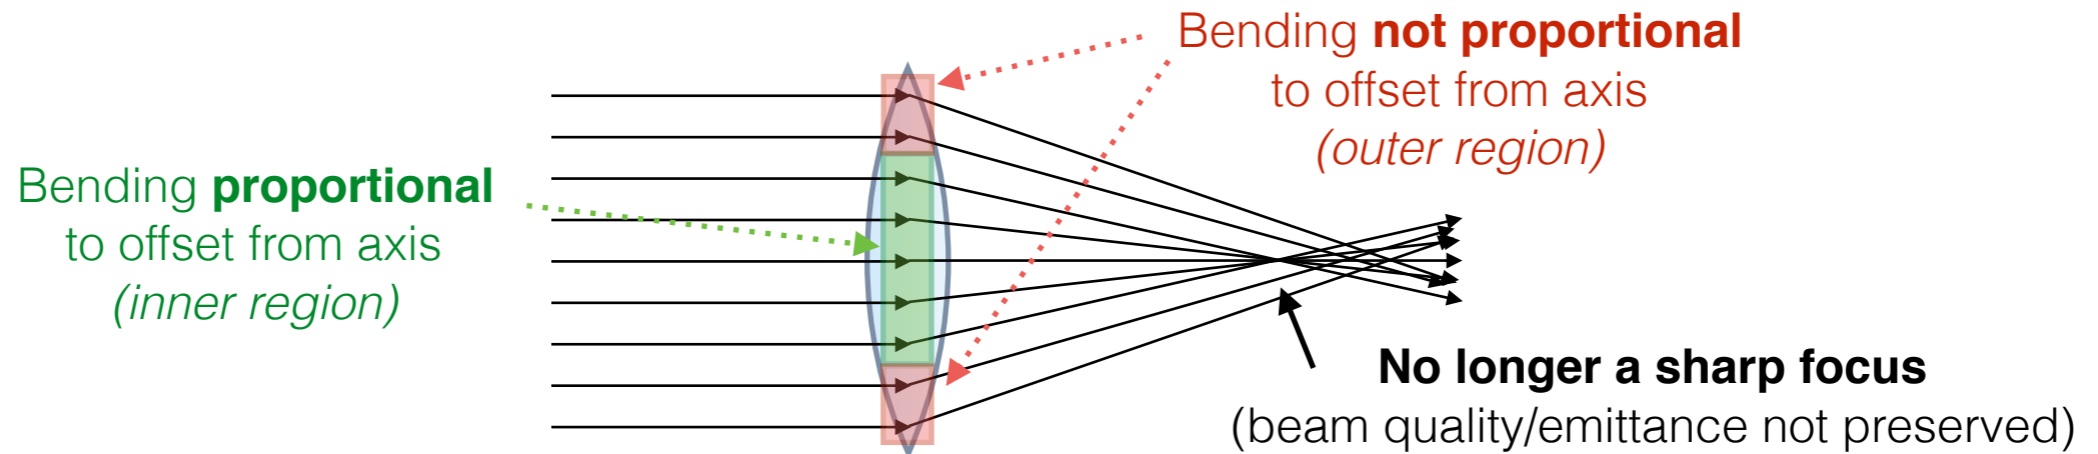 Bending not proportional
to offset from axis
(outer region)
Bending proportional
to offset from axis
(inner region)
No longer a sharp focus
(beam quality/emittance not preserved)